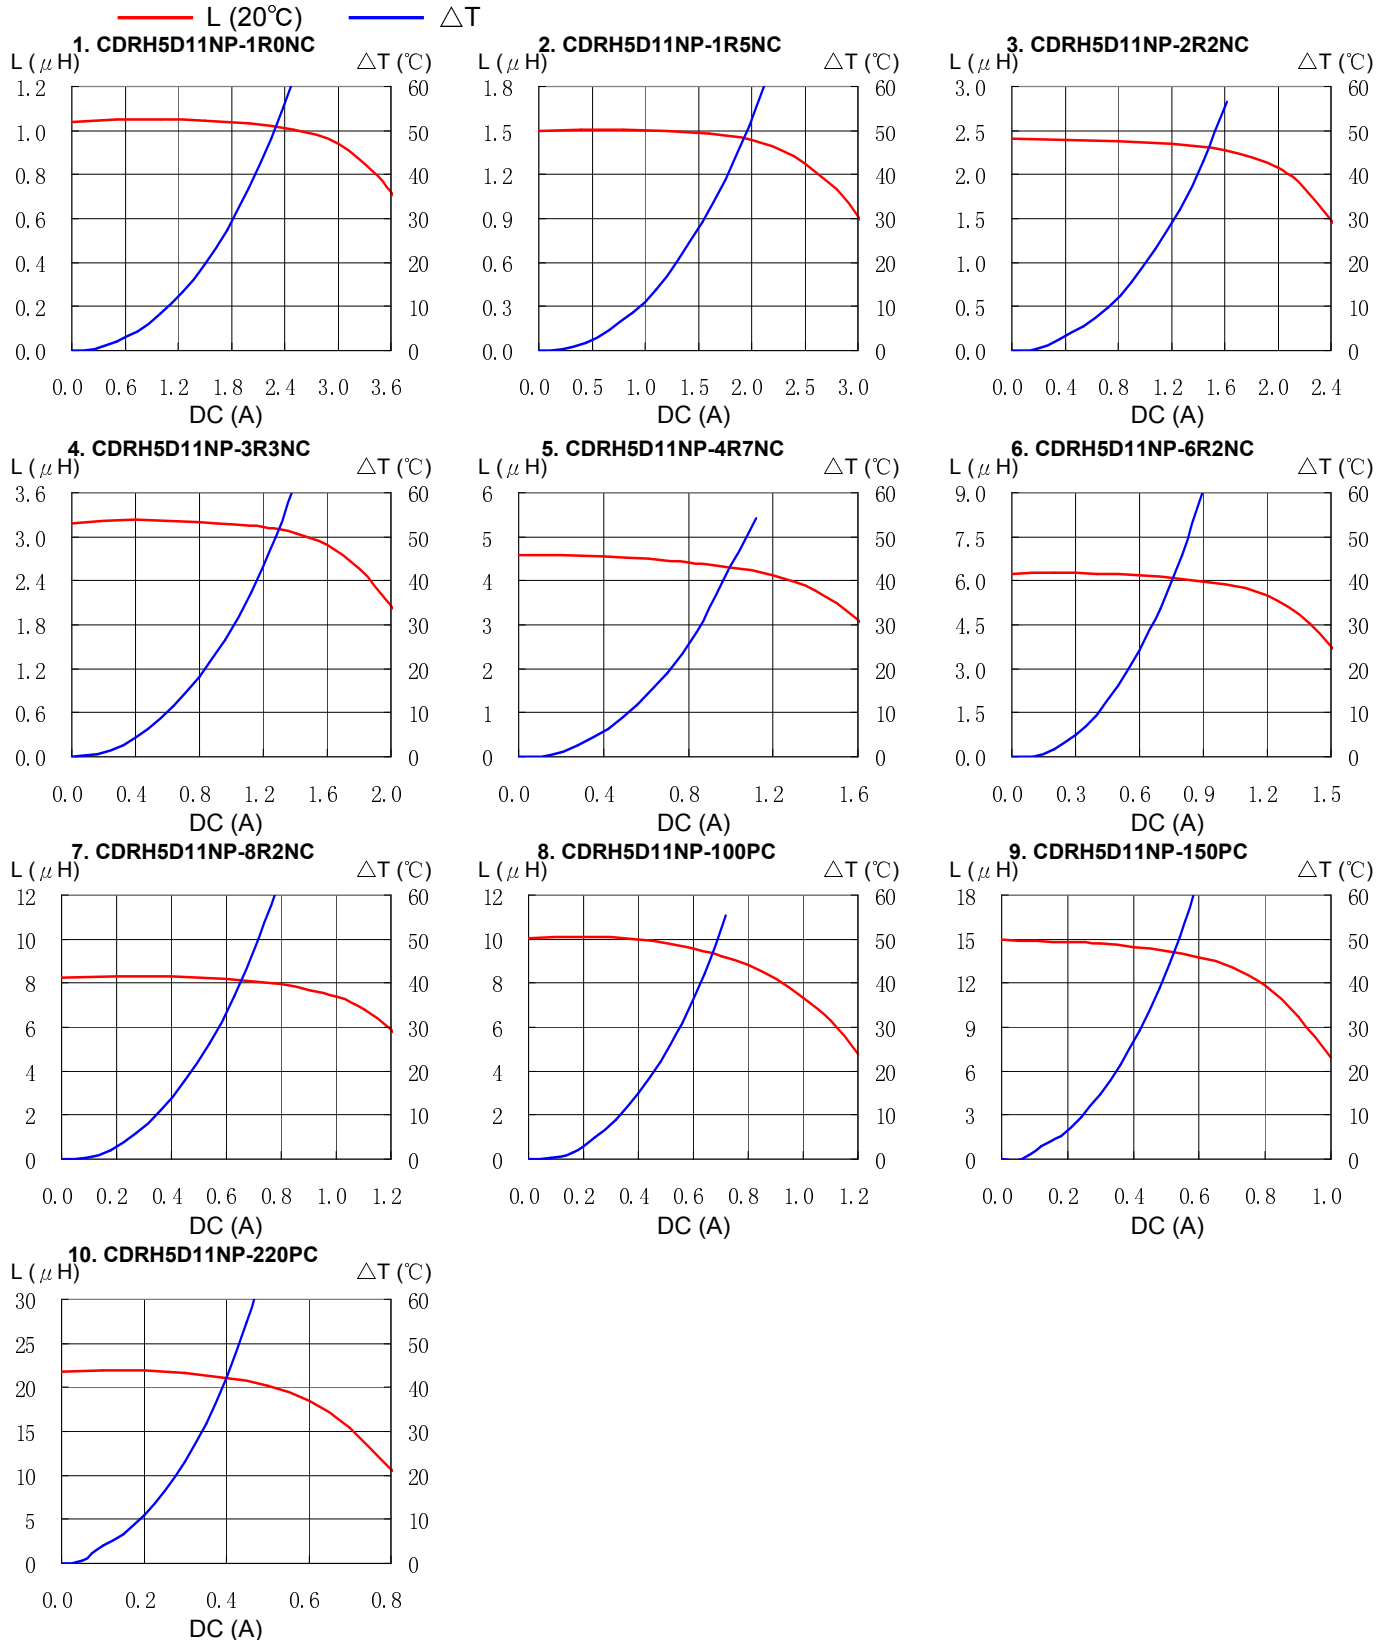 L (20℃) △T
1. CDRH5D11NP-1R0NC
L (μH) △T (℃)
1.2 60
1.0 50
0.8 40
0.6 30
0.4 20
0.2 10
0.0 0
0.0 0.6 1.2 1.8 2.4 3.0 3.6
DC (A)
2. CDRH5D11NP-1R5NC
L (μH) △T (℃)
1.8 60
1.5 50
1.2 40
0.9 30
0.6 20
0.3 10
0.0 0
0.0 0.5 1.0 1.5 2.0 2.5 3.0
DC (A)
3. CDRH5D11NP-2R2NC
L (μH) △T (℃)
3.0 60
2.5 50
2.0 40
1.5 30
1.0 20
0.5 10
0.0 0
0.0 0.4 0.8 1.2 1.6 2.0 2.4
DC (A)
4. CDRH5D11NP-3R3NC
L (μH) △T (℃)
3.6 60
3.0 50
2.4 40
1.8 30
1.2 20
0.6 10
0.0 0
0.0 0.4 0.8 1.2 1.6 2.0
DC (A)
5. CDRH5D11NP-4R7NC
L (μH) △T (℃)
6 60
5 50
4 40
3 30
2 20
1 10
0 0
0.0 0.4 0.8 1.2 1.6
DC (A)
6. CDRH5D11NP-6R2NC
L (μH) △T (℃)
9.0 60
7.5 50
6.0 40
4.5 30
3.0 20
1.5 10
0.0 0
0.0 0.3 0.6 0.9 1.2 1.5
DC (A)
7. CDRH5D11NP-8R2NC
L (μH) △T (℃)
12 60
10 50
8 40
6 30
4 20
2 10
0 0
0.0 0.2 0.4 0.6 0.8 1.0 1.2
DC (A)
8. CDRH5D11NP-100PC
L (μH) △T (℃)
12 60
10 50
8 40
6 30
4 20
2 10
0 0
0.0 0.2 0.4 0.6 0.8 1.0 1.2
DC (A)
9. CDRH5D11NP-150PC
L (μH) △T (℃)
18 60
15 50
12 40
9 30
6 20
3 10
0 0
0.0 0.2 0.4 0.6 0.8 1.0
DC (A)
10. CDRH5D11NP-220PC
L (μH) △T (℃)
30 60
25 50
20 40
15 30
10 20
5 10
0 0
0.0 0.2 0.4 0.6 0.8
DC (A)